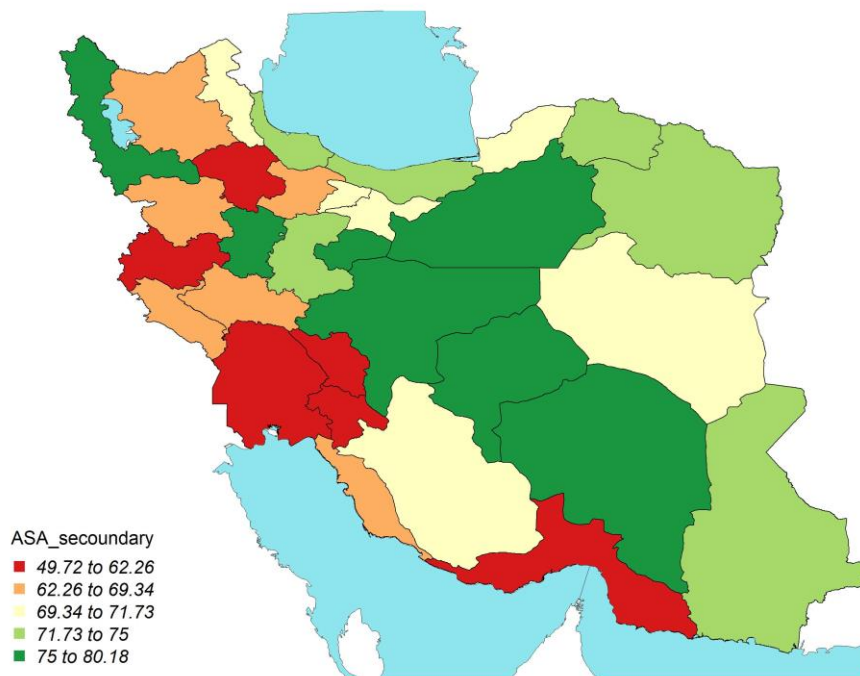 ASA_secoundary
49.72 to 62.26
62.26 to 69.34
69.34 to 71.73
71.73 to 75
75 to 80.18